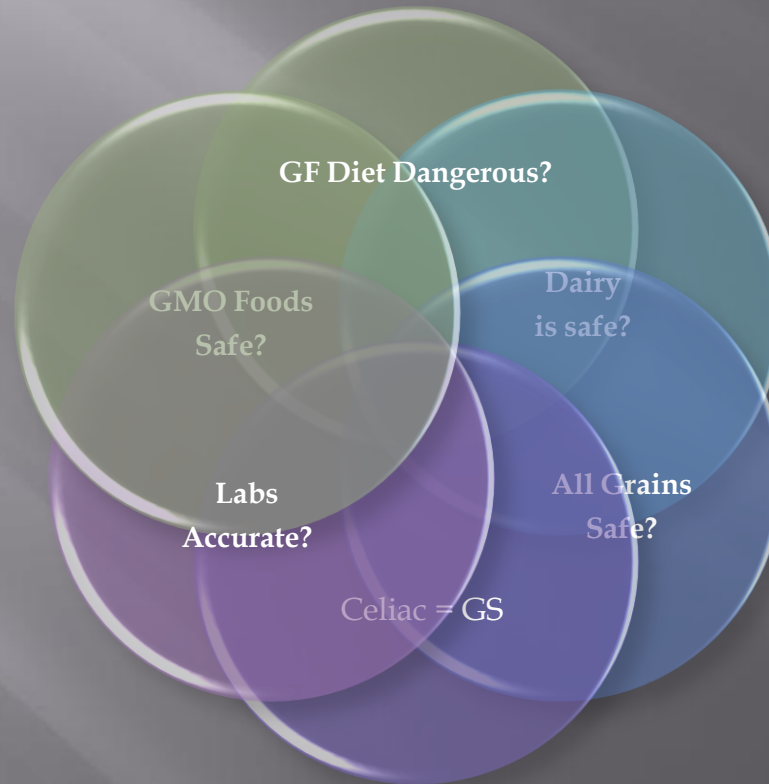 GF Diet Dangerous?
Dairy
is safe?
GMO Foods
Safe?
All Grains
Safe?
Labs
Accurate?
Celiac = GS